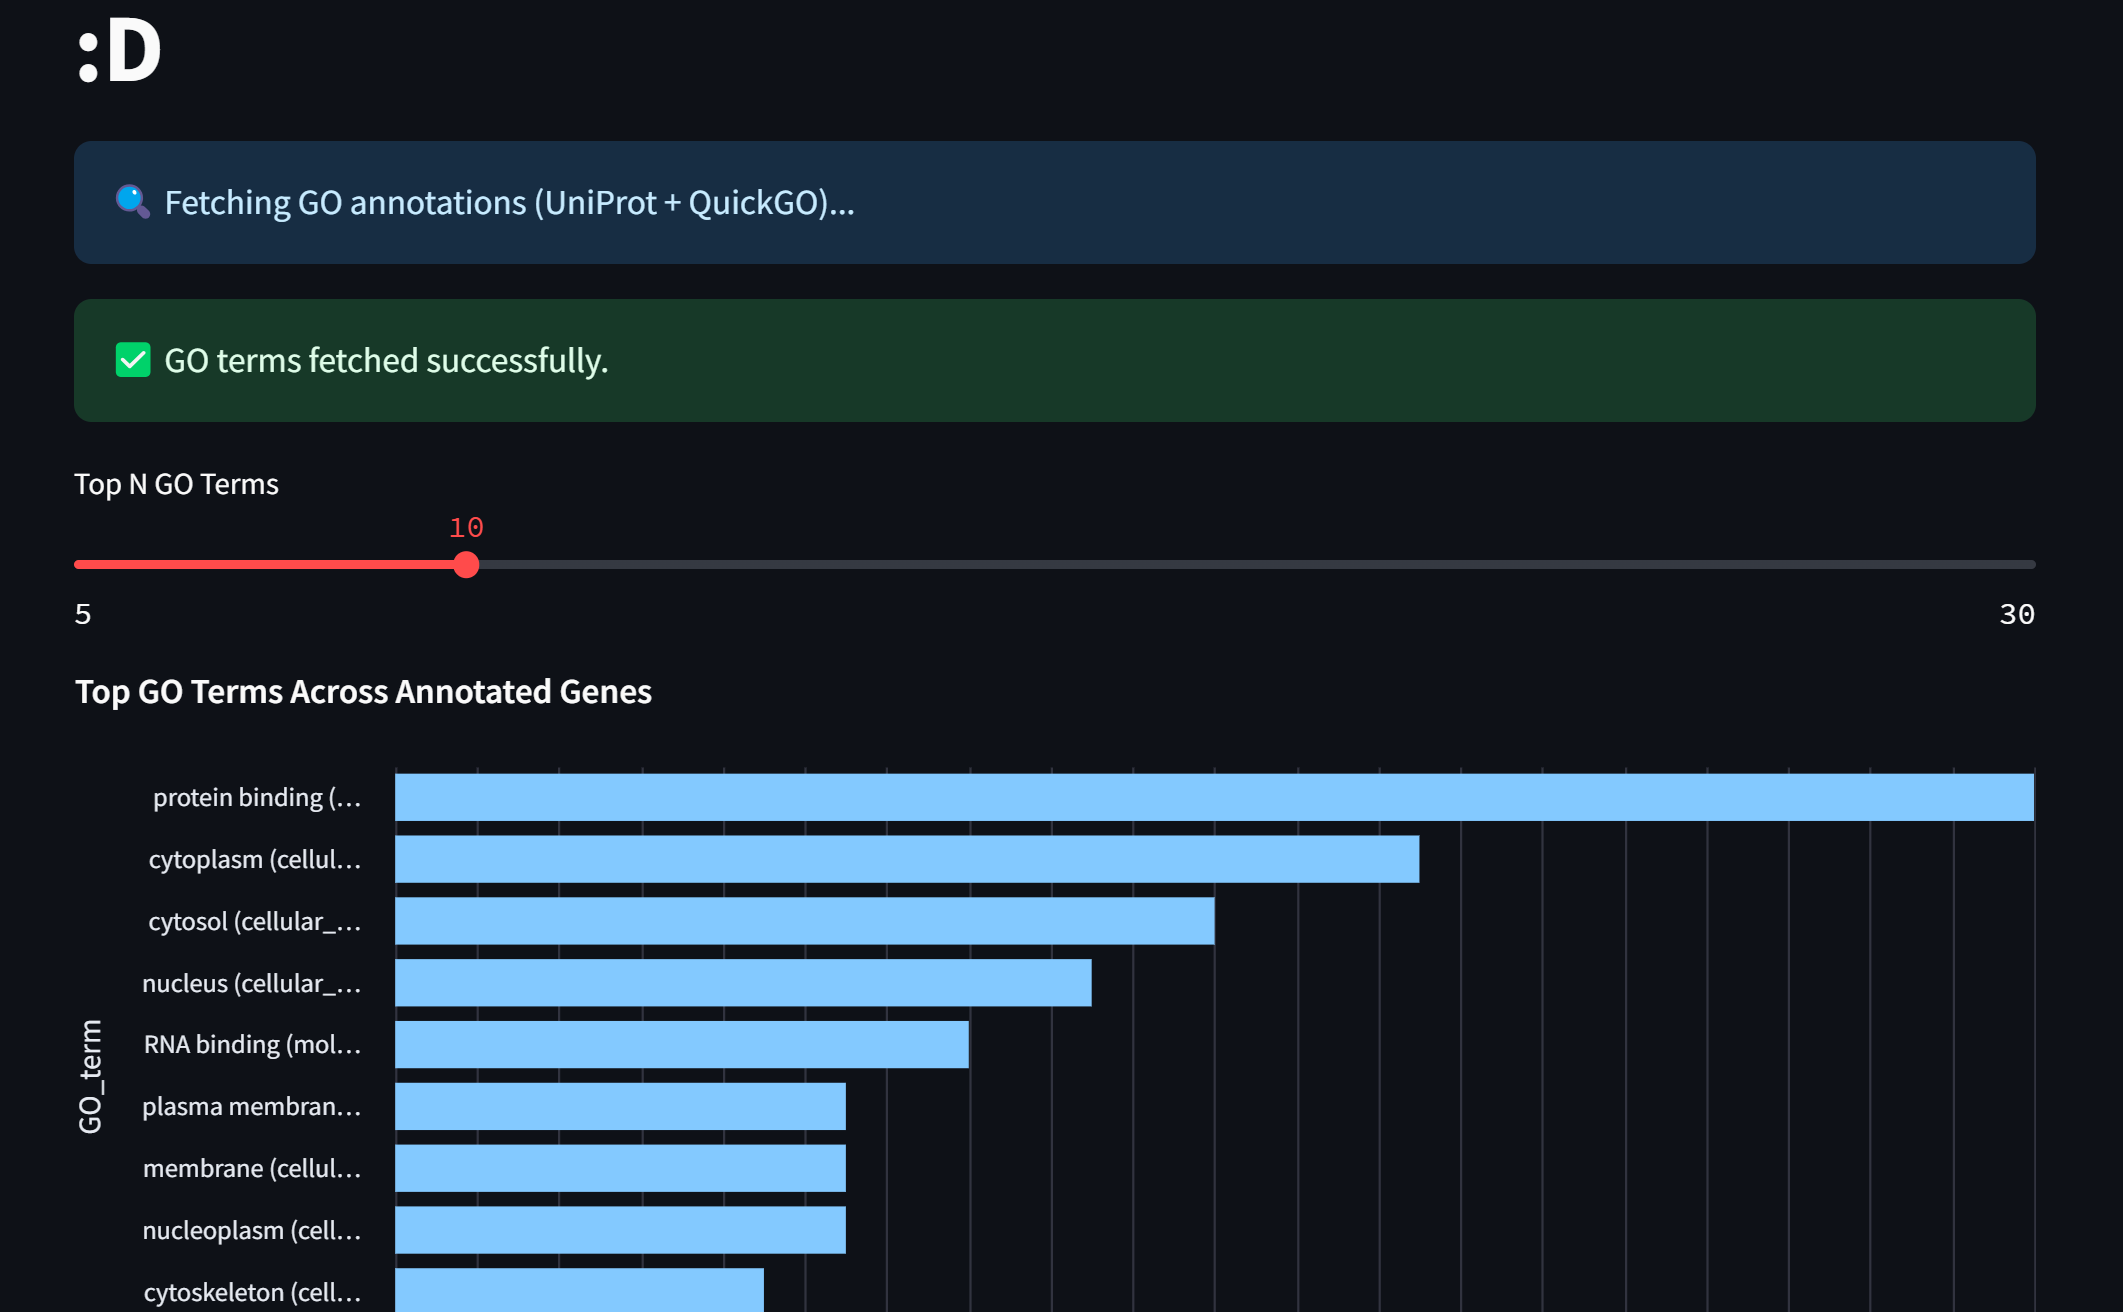 :D
Fetching GO annotations (UniProt + QuickGO)...
GO terms fetched successfully.
Top N GO Terms
10
5
30
Top GO Terms Across Annotated Genes
protein binding (…
cytoplasm (cellul…
cytosol (cellular_…
nucleus (cellular_…
RNA binding (mol…
plasma membran…
membrane (cellul…
nucleoplasm (cell…
cytoskeleton (cell…
GO_term